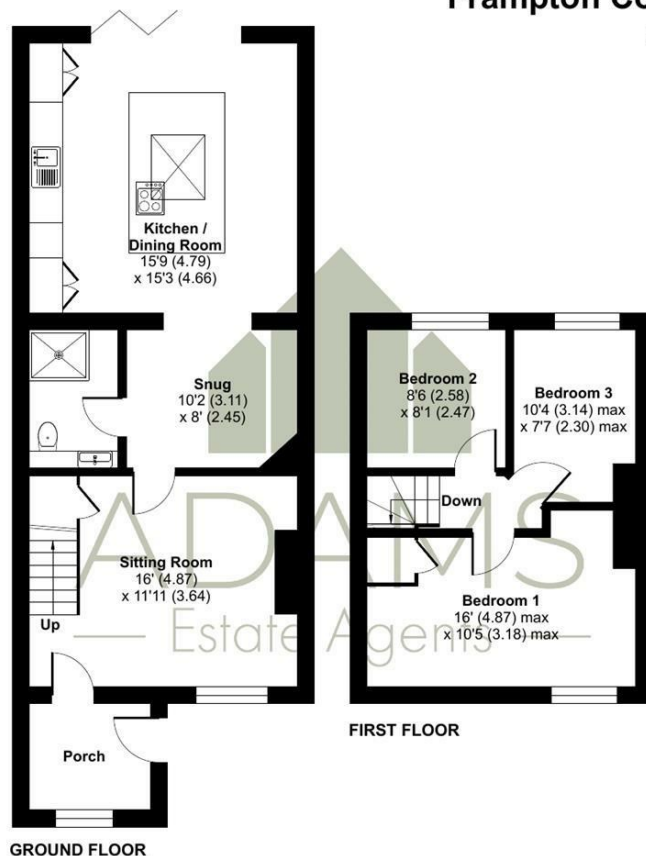 Frampton Co
Kitchen /
Dining Room
15'9 (4.79)
x 15'3 (4.66)
Snug
10'2 (3.11)
x 8' (2.45)
Sitting Room
16' (4.87)
x 11'11 (3.64)
Up
Porch
GROUND FLOOR
Bedroom 2
8'6 (2.58)
x 8'1 (2.47)
Bedroom 3
10'4 (3.14) max
x 7'7 (2.30) max
Down
Bedroom 1
16' (4.87) max
x 10'5 (3.18) max
FIRST FLOOR
ADAMS
Estate Agents